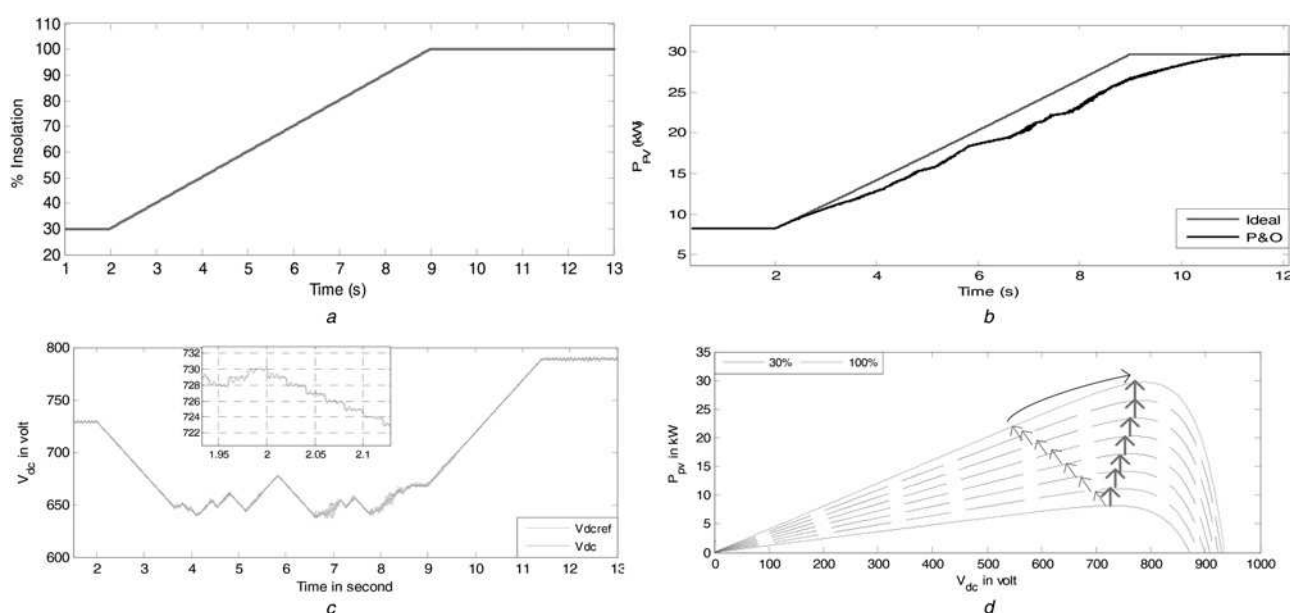 100
90
80
70
60
50
40
30
20
% Insolation
1 2 3 4 5 6 7 8 9 10 11 12 13
Time (s)
a
30
25
20
15
10
5
P_PV (kW)
2 4 6 8 10 12
Time (s)
Ideal
P&O
b
800
750
700
650
600
V_dc in volt
732
730
728
726
724
722
1.95 2 2.05 2.1
Vdcref
Vdc
2 3 4 5 6 7 8 9 10 11 12 13
Time in second
c
35
30
25
20
15
10
5
0
P_pv in kW
30% 100%
0 100 200 300 400 500 600 700 800 900 1000
V_dc in volt
d